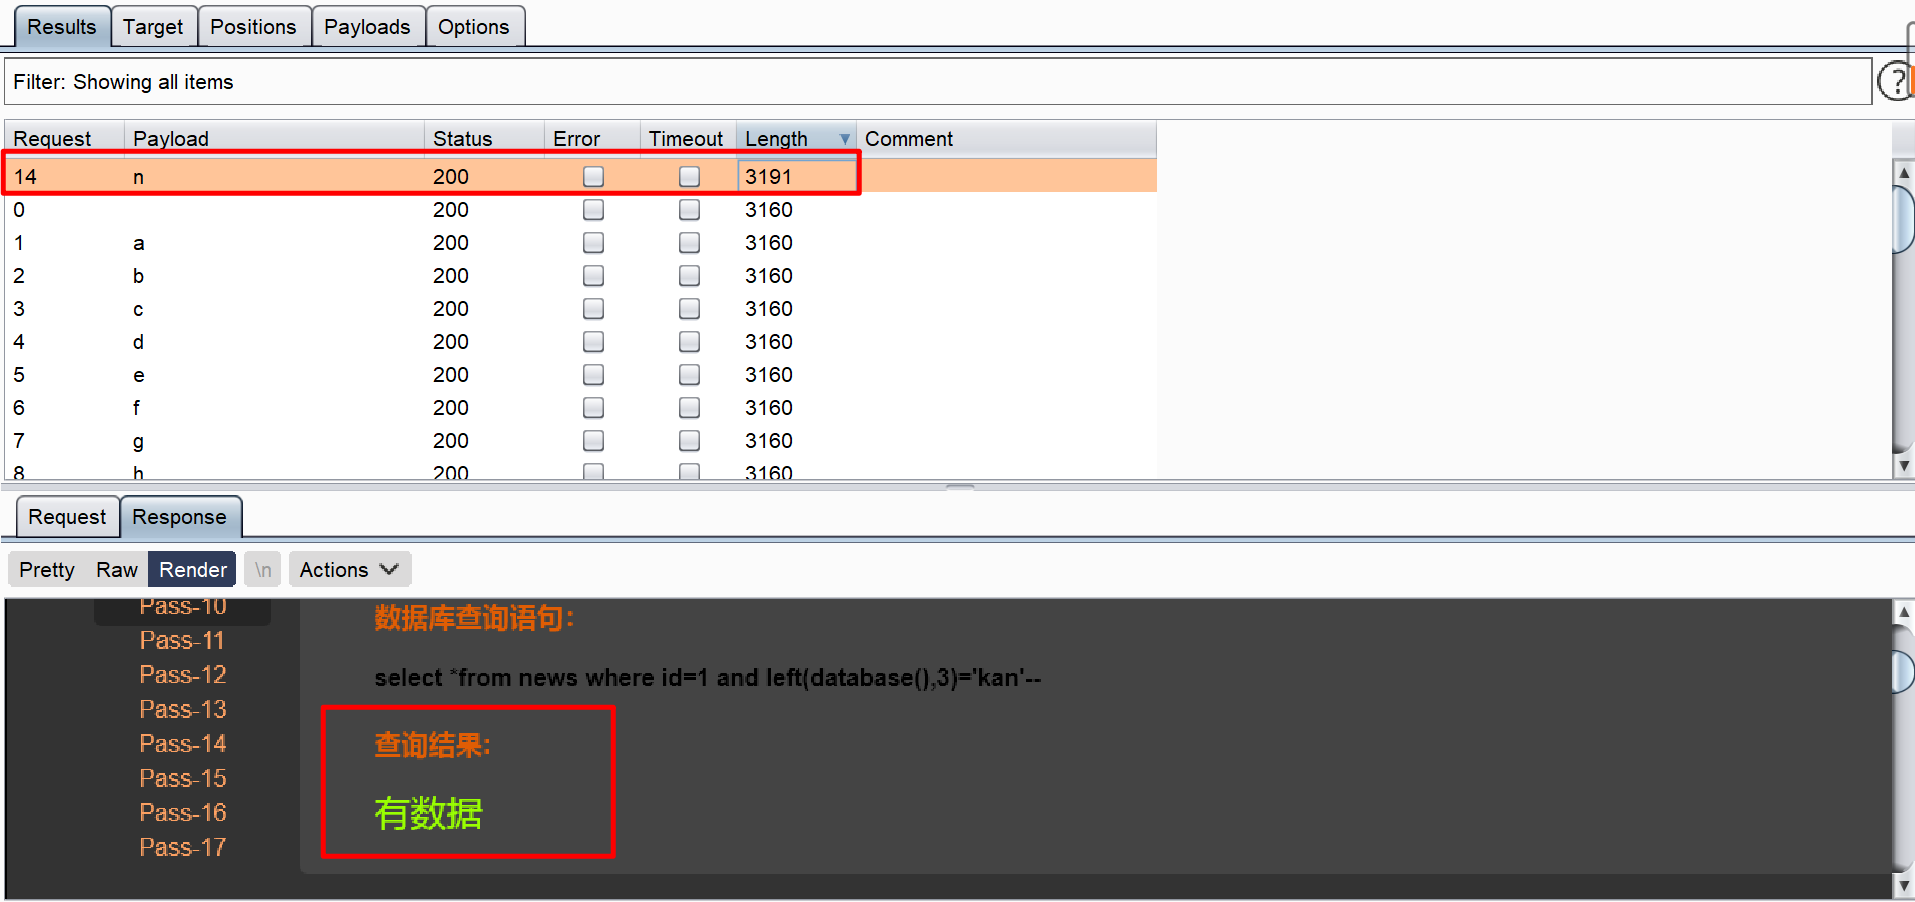 Results Target Positions Payloads Options
Filter: Showing all items
?
Request Payload Status Error Timeout Length Comment
14 n 200 3191
0 200 3160
1 a 200 3160
2 b 200 3160
3 c 200 3160
4 d 200 3160
5 e 200 3160
6 f 200 3160
7 g 200 3160
8 h 200 3160
Request Response
Pretty Raw Render \n Actions
Pass-10
Pass-11
Pass-12
Pass-13
Pass-14
Pass-15
Pass-16
Pass-17
数据库查询语句：
select *from news where id=1 and left(database(),3)='kan'--
查询结果:
有数据